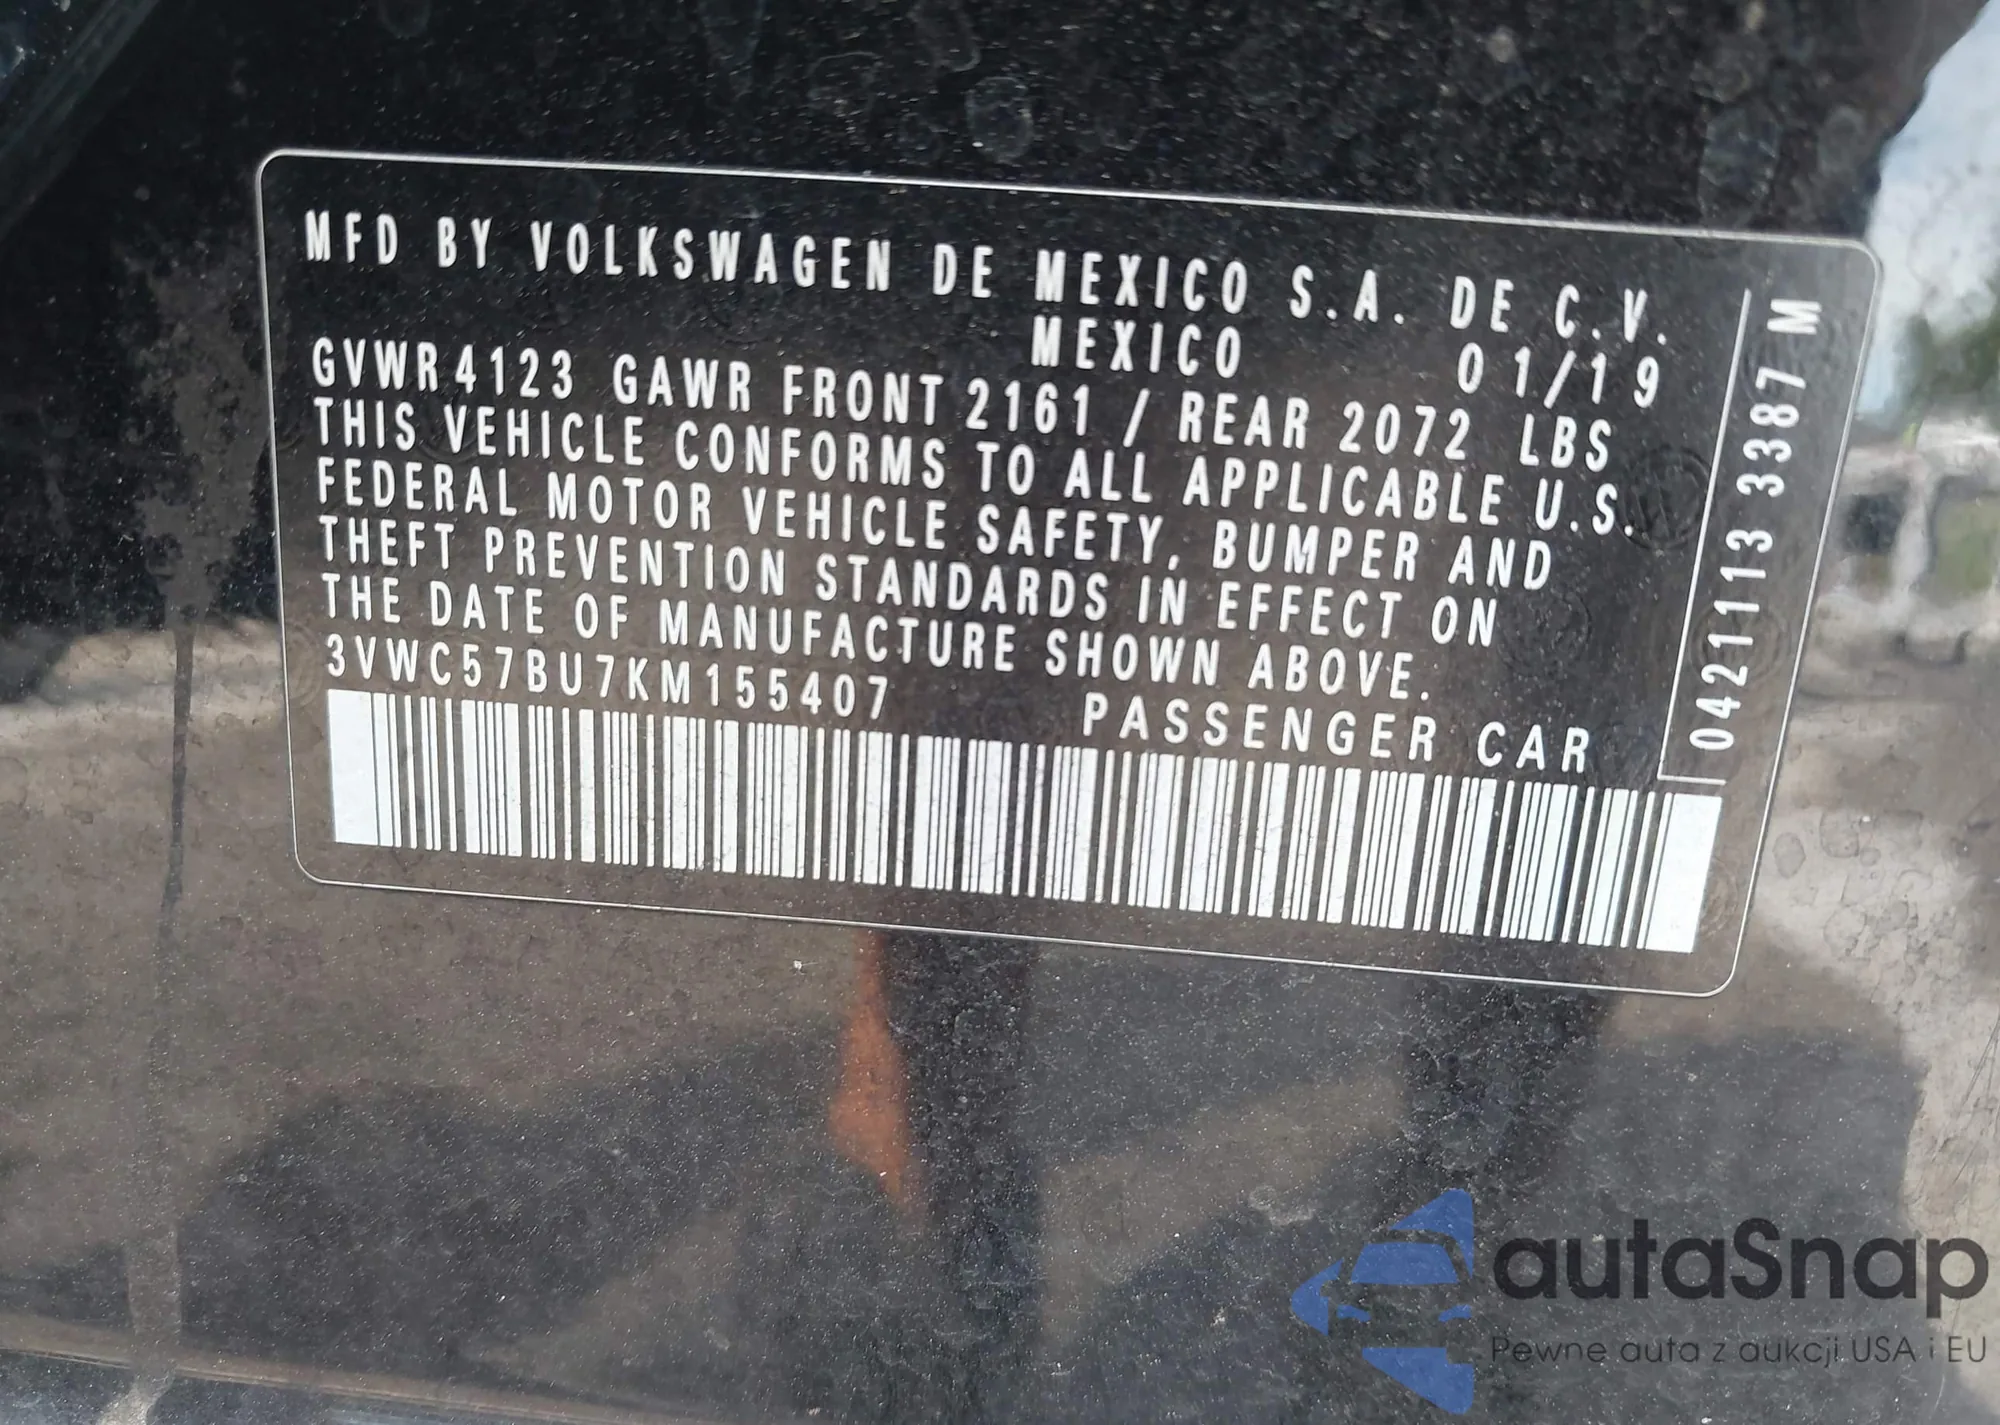 MFD BY VOLKSWAGEN DE MEXICO S.A. DE C.V.
MEXICO 01/19
GVWR 4123 GAWR FRONT 2161 / REAR 2072 LBS
THIS VEHICLE CONFORMS TO ALL APPLICABLE U.S.
FEDERAL MOTOR VEHICLE SAFETY, BUMPER AND
THEFT PREVENTION STANDARDS IN EFFECT ON
THE DATE OF MANUFACTURE SHOWN ABOVE.
3VWC57BU7KM155407 PASSENGER CAR
0421113 3387 M
autaSnap
Pewne auta z aukcji USA i EU